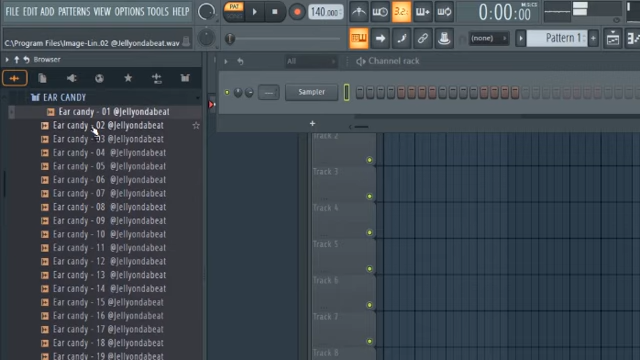 FILE EDIT ADD PATTERNS VIEW OPTIONS TOOLS HELP
PAT
140.000
3.2
0:00:00
C:\Program Files\Image-Lin..02 @Jellyondabeat.wav
(none)
Pattern 1
Browser
All
Channel rack
EAR CANDY
Ear candy - 01 @Jellyondabeat
Sampler
Ear candy - 02 @Jellyondabeat
Ear candy - 03 @Jellyondabeat
Track 2
Ear candy - 04 @Jellyondabeat
Ear candy - 05 @Jellyondabeat
Track 3
Ear candy - 06 @Jellyondabeat
Ear candy - 07 @Jellyondabeat
Ear candy - 08 @Jellyondabeat
Track 4
Ear candy - 09 @Jellyondabeat
Ear candy - 10 @Jellyondabeat
Track 5
Ear candy - 11 @Jellyondabeat
Ear candy - 12 @Jellyondabeat
Ear candy - 13 @Jellyondabeat
Track 6
Ear candy - 14 @Jellyondabeat
Ear candy - 15 @Jellyondabeat
Track 7
Ear candy - 16 @Jellyondabeat
Ear candy - 17 @Jellyondabeat
Ear candy - 18 @Jellyondabeat
Track 8
Ear candy - 19 @Jellyondabeat